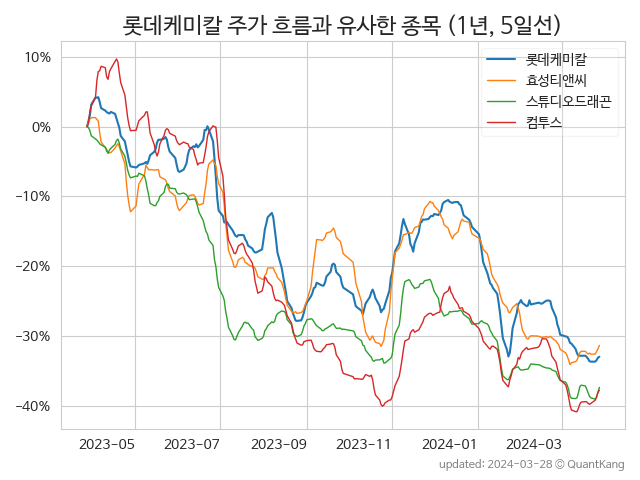 롯데케미칼 주가 흐름과 유사한 종목 (1년, 5일선)
롯데케미칼
효성티앤씨
스튜디오드래곤
컴투스
10%
0%
−10%
−20%
−30%
−40%
2023-05 2023-07 2023-09 2023-11 2024-01 2024-03
updated: 2024-03-28 ⓒ QuantKang